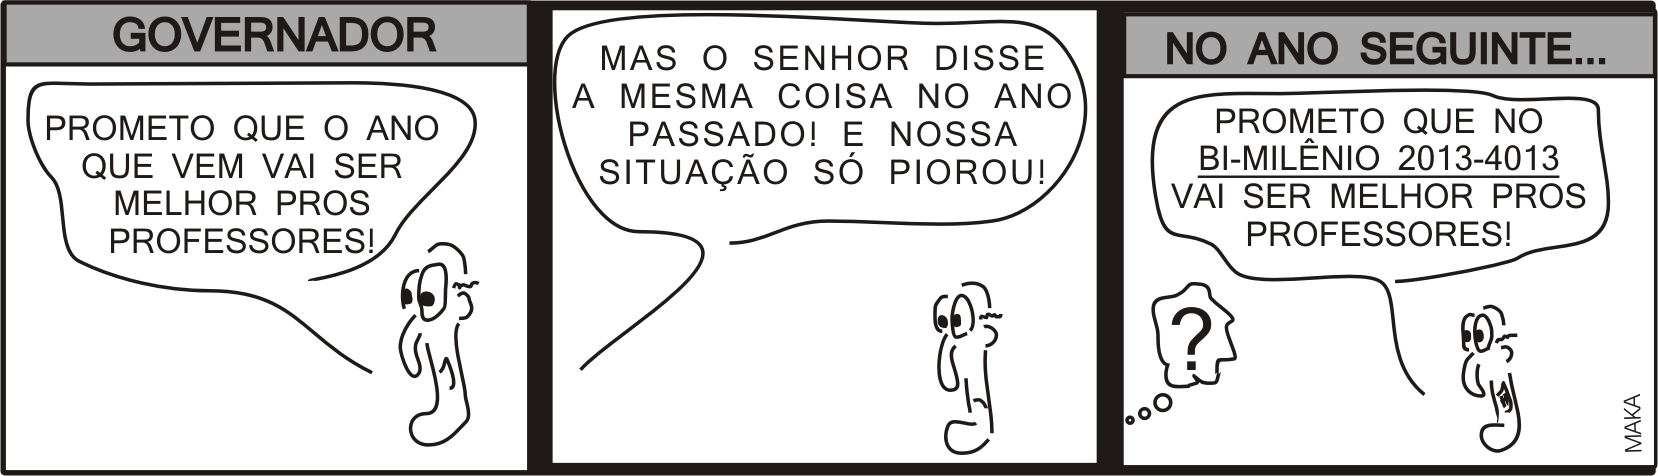 GOVERNADOR
PROMETO QUE O ANO
QUE VEM VAI SER
MELHOR PROS
PROFESSORES!
MAS O SENHOR DISSE
A MESMA COISA NO ANO
PASSADO! E NOSSA
SITUAÇÃO SÓ PIOROU!
NO ANO SEGUINTE...
PROMETO QUE NO
BI-MILÊNIO 2013-4013
VAI SER MELHOR PROS
PROFESSORES!
?
MAKA